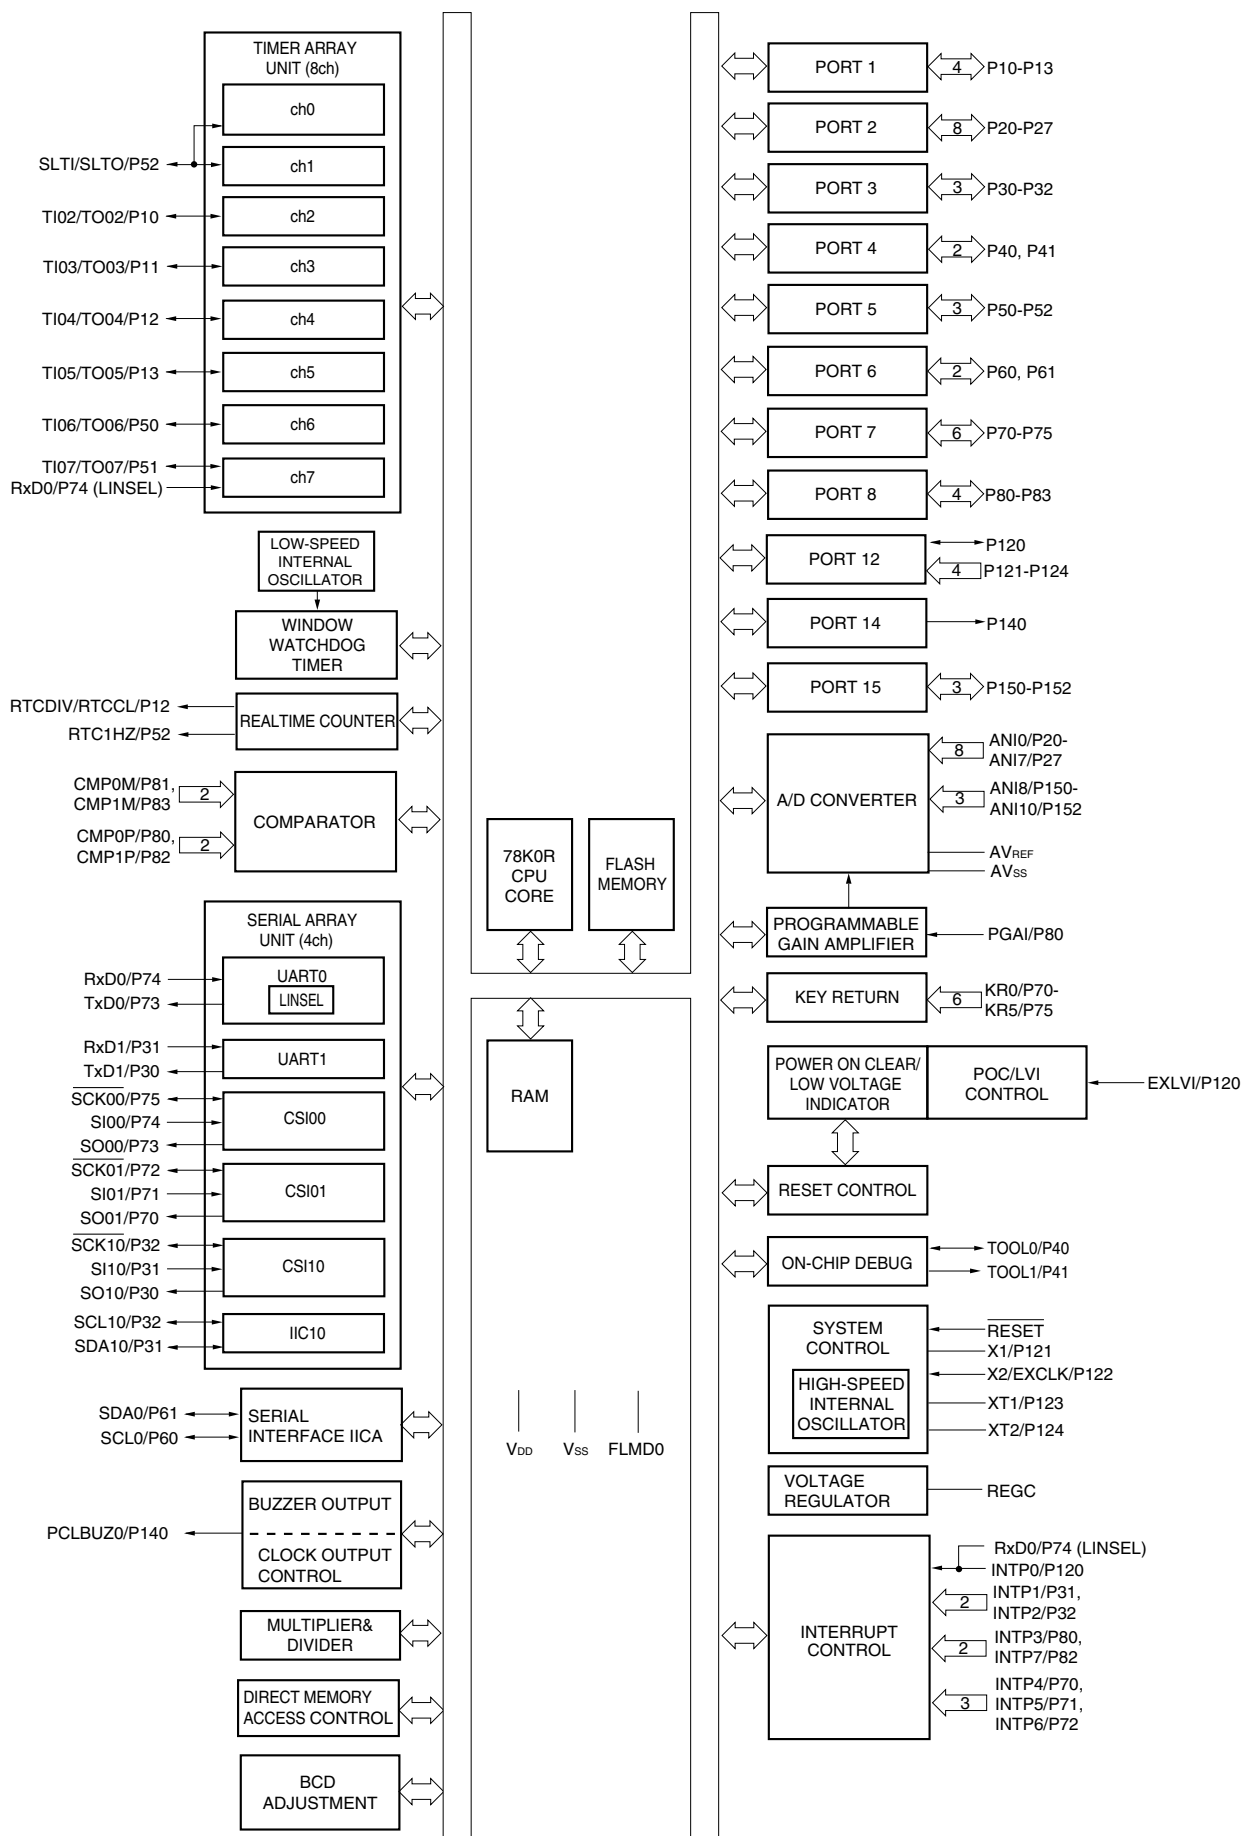 TIMER ARRAY
UNIT (8ch)
ch0
SLTI/SLTO/P52
ch1
TI02/TO02/P10
ch2
TI03/TO03/P11
ch3
TI04/TO04/P12
ch4
TI05/TO05/P13
ch5
TI06/TO06/P50
ch6
TI07/TO07/P51
RxD0/P74 (LINSEL)
ch7
LOW-SPEED
INTERNAL
OSCILLATOR
WINDOW
WATCHDOG
TIMER
RTCDIV/RTCCL/P12
RTC1HZ/P52
REALTIME COUNTER
CMP0M/P81,
CMP1M/P83
2
CMP0P/P80,
CMP1P/P82
2
COMPARATOR
SERIAL ARRAY
UNIT (4ch)
RxD0/P74
TxD0/P73
UART0
LINSEL
RxD1/P31
TxD1/P30
UART1
SCK00/P75
SI00/P74
SO00/P73
CSI00
SCK01/P72
SI01/P71
SO01/P70
CSI01
SCK10/P32
SI10/P31
SO10/P30
CSI10
SCL10/P32
SDA10/P31
IIC10
SDA0/P61
SCL0/P60
SERIAL
INTERFACE IICA
PCLBUZ0/P140
BUZZER OUTPUT
CLOCK OUTPUT
CONTROL
MULTIPLIER&
DIVIDER
DIRECT MEMORY
ACCESS CONTROL
BCD
ADJUSTMENT
78K0R
CPU
CORE
FLASH
MEMORY
RAM
VDD
VSS
FLMD0
PORT 1
4
P10-P13
PORT 2
8
P20-P27
PORT 3
3
P30-P32
PORT 4
2
P40, P41
PORT 5
3
P50-P52
PORT 6
2
P60, P61
PORT 7
6
P70-P75
PORT 8
4
P80-P83
PORT 12
P120
4
P121-P124
PORT 14
P140
PORT 15
3
P150-P152
A/D CONVERTER
8
ANI0/P20-
ANI7/P27
3
ANI8/P150-
ANI10/P152
AVREF
AVSS
PROGRAMMABLE
GAIN AMPLIFIER
PGAI/P80
KEY RETURN
6
KR0/P70-
KR5/P75
POWER ON CLEAR/
LOW VOLTAGE
INDICATOR
POC/LVI
CONTROL
EXLVI/P120
RESET CONTROL
ON-CHIP DEBUG
TOOL0/P40
TOOL1/P41
SYSTEM
CONTROL
HIGH-SPEED
INTERNAL
OSCILLATOR
RESET
X1/P121
X2/EXCLK/P122
XT1/P123
XT2/P124
VOLTAGE
REGULATOR
REGC
INTERRUPT
CONTROL
RxD0/P74 (LINSEL)
INTP0/P120
2
INTP1/P31,
INTP2/P32
2
INTP3/P80,
INTP7/P82
3
INTP4/P70,
INTP5/P71,
INTP6/P72